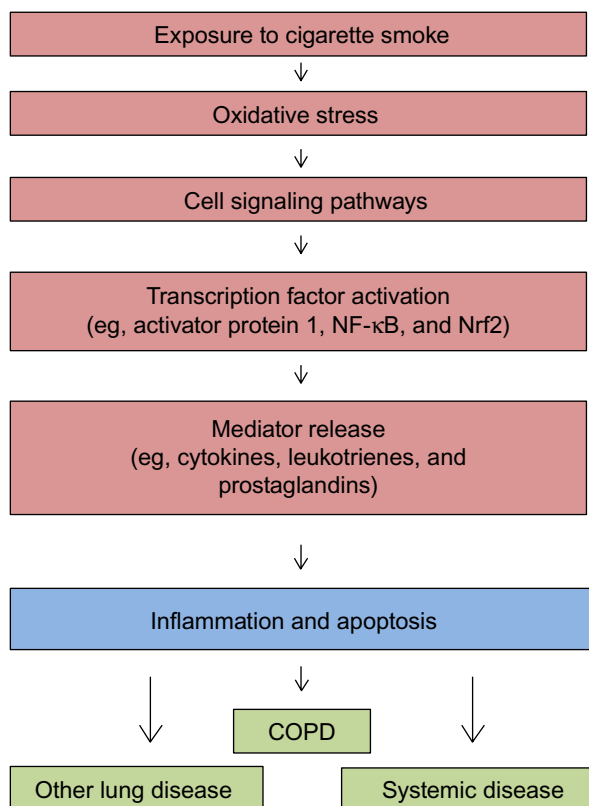 Exposure to cigarette smoke
Oxidative stress
Cell signaling pathways
Transcription factor activation
(eg, activator protein 1, NF-κB, and Nrf2)
Mediator release
(eg, cytokines, leukotrienes, and
prostaglandins)
Inflammation and apoptosis
COPD
Other lung disease
Systemic disease